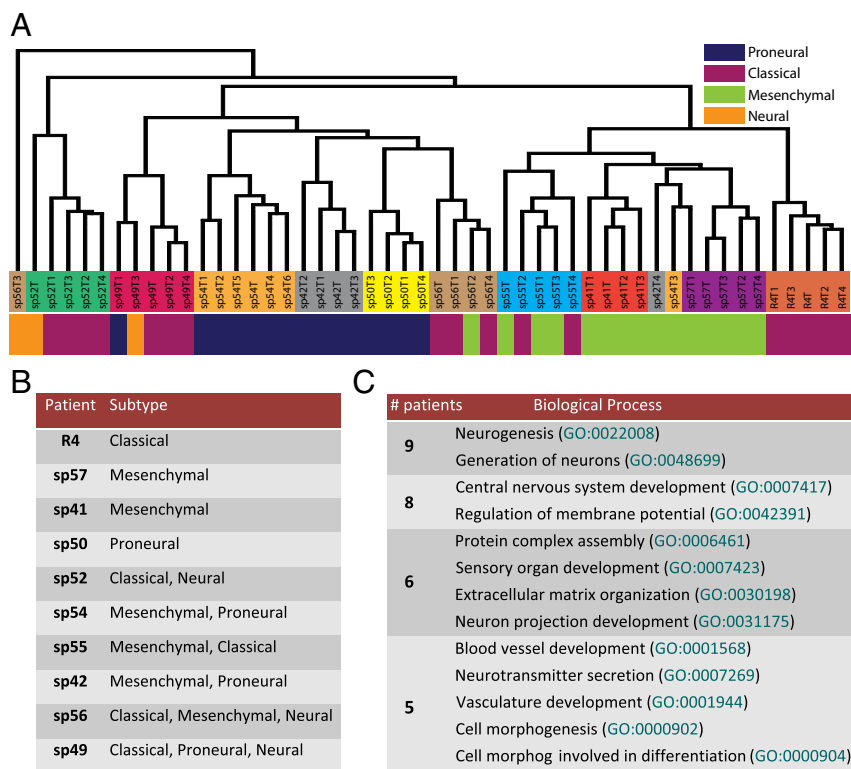 A
Proneural
Classical
Mesenchymal
Neural
sp56T3
sp52T
sp52T1
sp52T3
sp52T2
sp52T4
sp49T1
sp49T3
sp49T
sp49T2
sp49T4
sp54T1
sp54T2
sp54T5
sp54T
sp54T4
sp54T6
sp42T2
sp42T1
sp42T
sp42T3
sp50T3
sp50T2
sp50T1
sp50T4
sp56T
sp56T1
sp56T2
sp56T4
sp55T
sp55T2
sp55T1
sp55T3
sp55T4
sp41T1
sp41T
sp41T2
sp41T3
sp42T4
sp54T3
sp57T1
sp57T
sp57T3
sp57T2
sp57T4
R4T1
R4T3
R4T
R4T2
R4T4
B
Patient Subtype
R4 Classical
sp57 Mesenchymal
sp41 Mesenchymal
sp50 Proneural
sp52 Classical, Neural
sp54 Mesenchymal, Proneural
sp55 Mesenchymal, Classical
sp42 Mesenchymal, Proneural
sp56 Classical, Mesenchymal, Neural
sp49 Classical, Proneural, Neural
C
# patients Biological Process
9
Neurogenesis (GO:0022008)
Generation of neurons (GO:0048699)
8
Central nervous system development (GO:0007417)
Regulation of membrane potential (GO:0042391)
6
Protein complex assembly (GO:0006461)
Sensory organ development (GO:0007423)
Extracellular matrix organization (GO:0030198)
Neuron projection development (GO:0031175)
5
Blood vessel development (GO:0001568)
Neurotransmitter secretion (GO:0007269)
Vasculature development (GO:0001944)
Cell morphogenesis (GO:0000902)
Cell morphog involved in differentiation (GO:0000904)